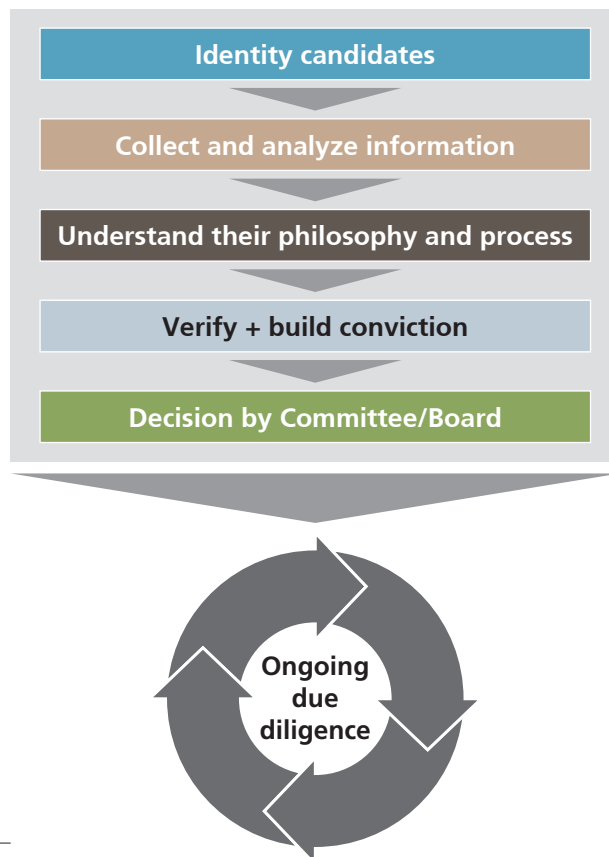 Identity candidates
Collect and analyze information
Understand their philosophy and process
Verify + build conviction
Decision by Committee/Board
Ongoing
due
diligence